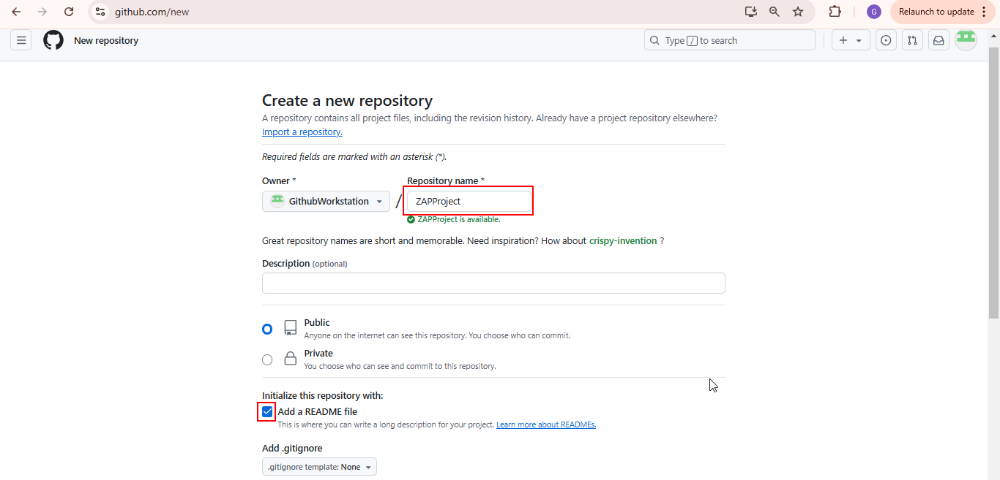 github.com/new
G
Relaunch to update
New repository
Type / to search
Create a new repository
A repository contains all project files, including the revision history. Already have a project repository elsewhere?
Import a repository.
Required fields are marked with an asterisk (*).
Owner * Repository name *
GithubWorkstation / ZAPProject
ZAPProject is available.
Great repository names are short and memorable. Need inspiration? How about crispy-invention ?
Description (optional)
Public
Anyone on the internet can see this repository. You choose who can commit.
Private
You choose who can see and commit to this repository.
Initialize this repository with:
Add a README file
This is where you can write a long description for your project. Learn more about READMEs.
Add .gitignore
.gitignore template: None